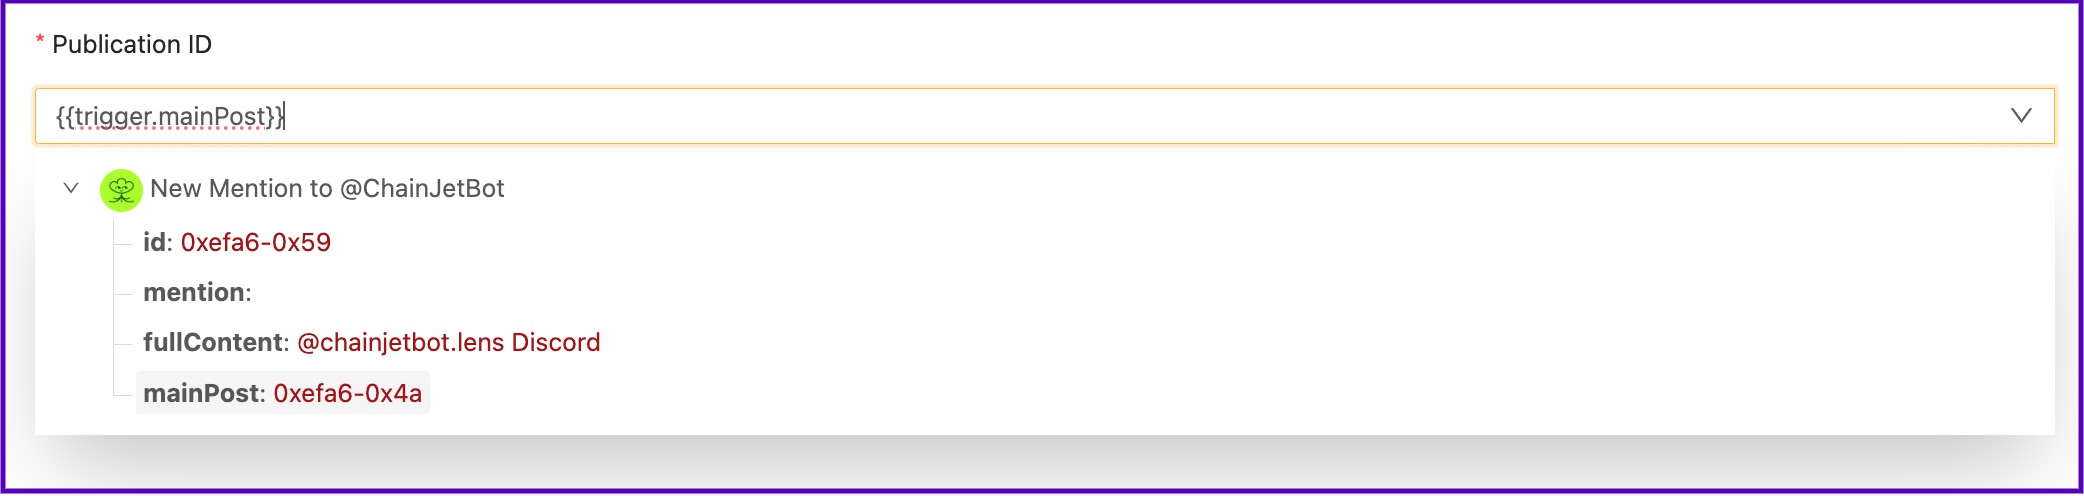 * Publication ID
{{trigger.mainPost}}
New Mention to @ChainJetBot
id: 0xefa6-0x59
mention:
fullContent: @chainjetbot.lens Discord
mainPost: 0xefa6-0x4a